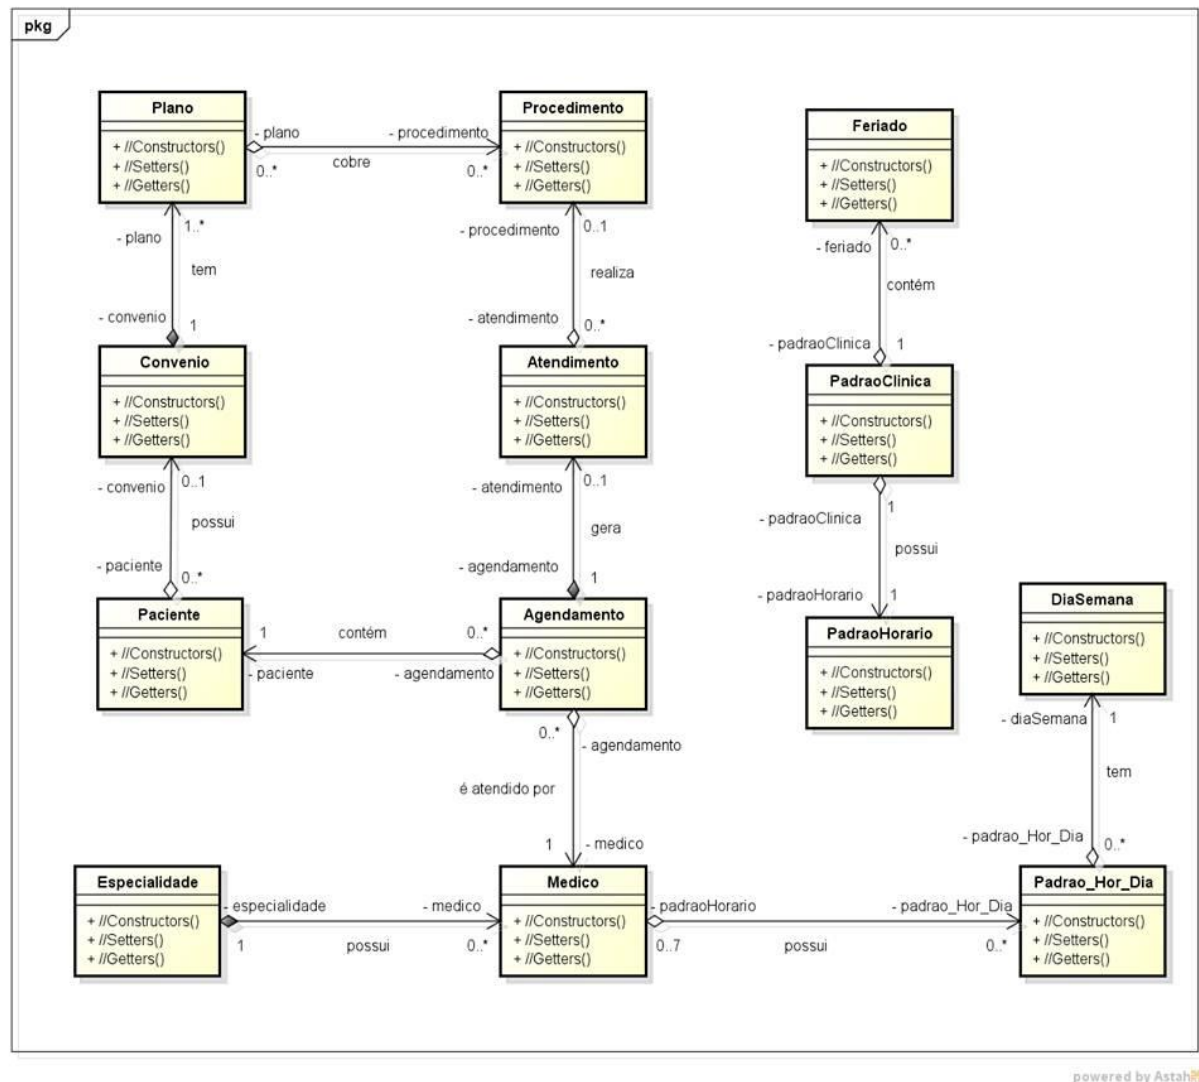 pkg
Plano
+ //Constructors()
+ //Setters()
+ //Getters()
- plano
0..*
cobre
- procedimento
0..*
Procedimento
+ //Constructors()
+ //Setters()
+ //Getters()
Feriado
+ //Constructors()
+ //Setters()
+ //Getters()
1..*
- plano
tem
- convenio
1
- procedimento
0..1
realiza
- atendimento
0..*
- feriado
0..*
contém
- padraoClinica
1
Convenio
+ //Constructors()
+ //Setters()
+ //Getters()
Atendimento
+ //Constructors()
+ //Setters()
+ //Getters()
PadraoClinica
+ //Constructors()
+ //Setters()
+ //Getters()
- convenio
0..1
possui
- paciente
0..*
- atendimento
0..1
gera
- agendamento
1
1
- padraoClinica
possui
- padraoHorario
1
Paciente
+ //Constructors()
+ //Setters()
+ //Getters()
1
contém
0..*
- paciente
- agendamento
Agendamento
+ //Constructors()
+ //Setters()
+ //Getters()
PadraoHorario
+ //Constructors()
+ //Setters()
+ //Getters()
DiaSemana
+ //Constructors()
+ //Setters()
+ //Getters()
0..*
- agendamento
é atendido por
1
- medico
- diaSemana
1
tem
- padrao_Hor_Dia
0..*
Especialidade
+ //Constructors()
+ //Setters()
+ //Getters()
- especialidade
1
possui
- medico
0..*
Medico
+ //Constructors()
+ //Setters()
+ //Getters()
- padraoHorario
0..7
possui
- padrao_Hor_Dia
0..*
Padrao_Hor_Dia
+ //Constructors()
+ //Setters()
+ //Getters()
powered by Astah